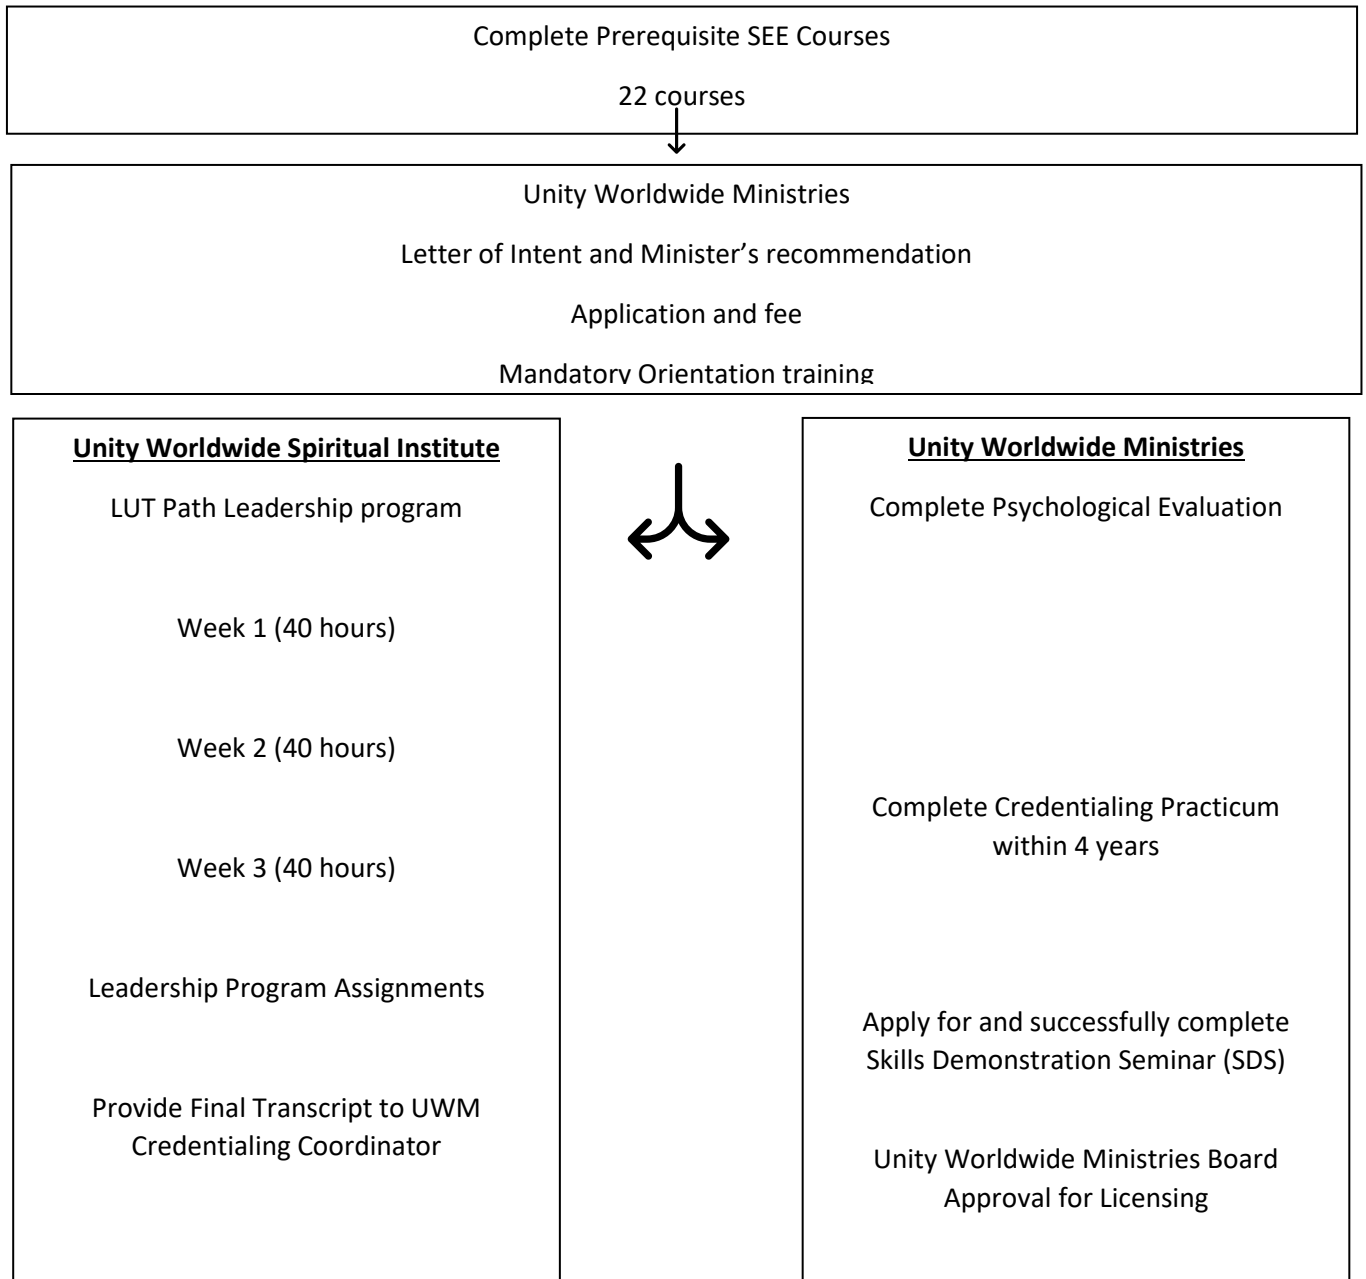 Complete Prerequisite SEE Courses
22 courses
Unity Worldwide Ministries
Letter of Intent and Minister’s recommendation
Application and fee
Mandatory Orientation training
Unity Worldwide Spiritual Institute
LUT Path Leadership program
Week 1 (40 hours)
Week 2 (40 hours)
Week 3 (40 hours)
Leadership Program Assignments
Provide Final Transcript to UWM
Credentialing Coordinator
Unity Worldwide Ministries
Complete Psychological Evaluation
Complete Credentialing Practicum
within 4 years
Apply for and successfully complete
Skills Demonstration Seminar (SDS)
Unity Worldwide Ministries Board
Approval for Licensing